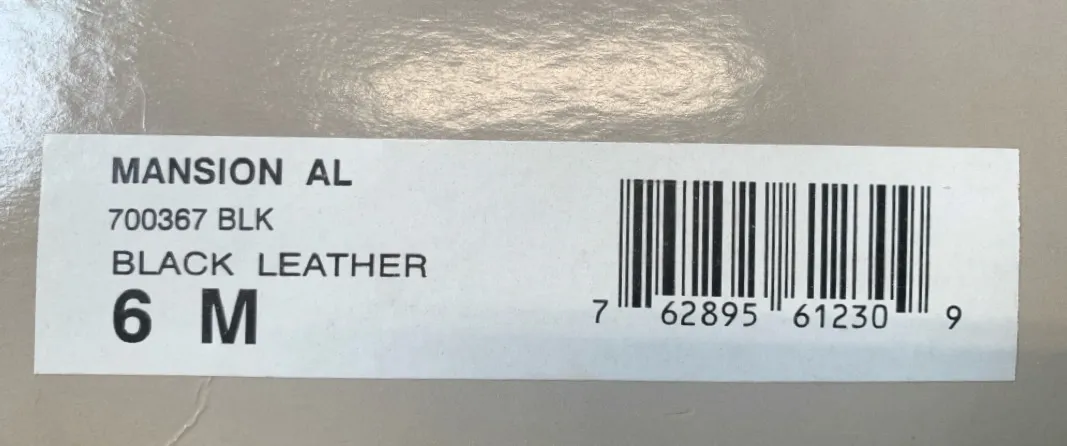 MANSION AL
700367 BLK
BLACK LEATHER
6 M
7 62895 61230 9